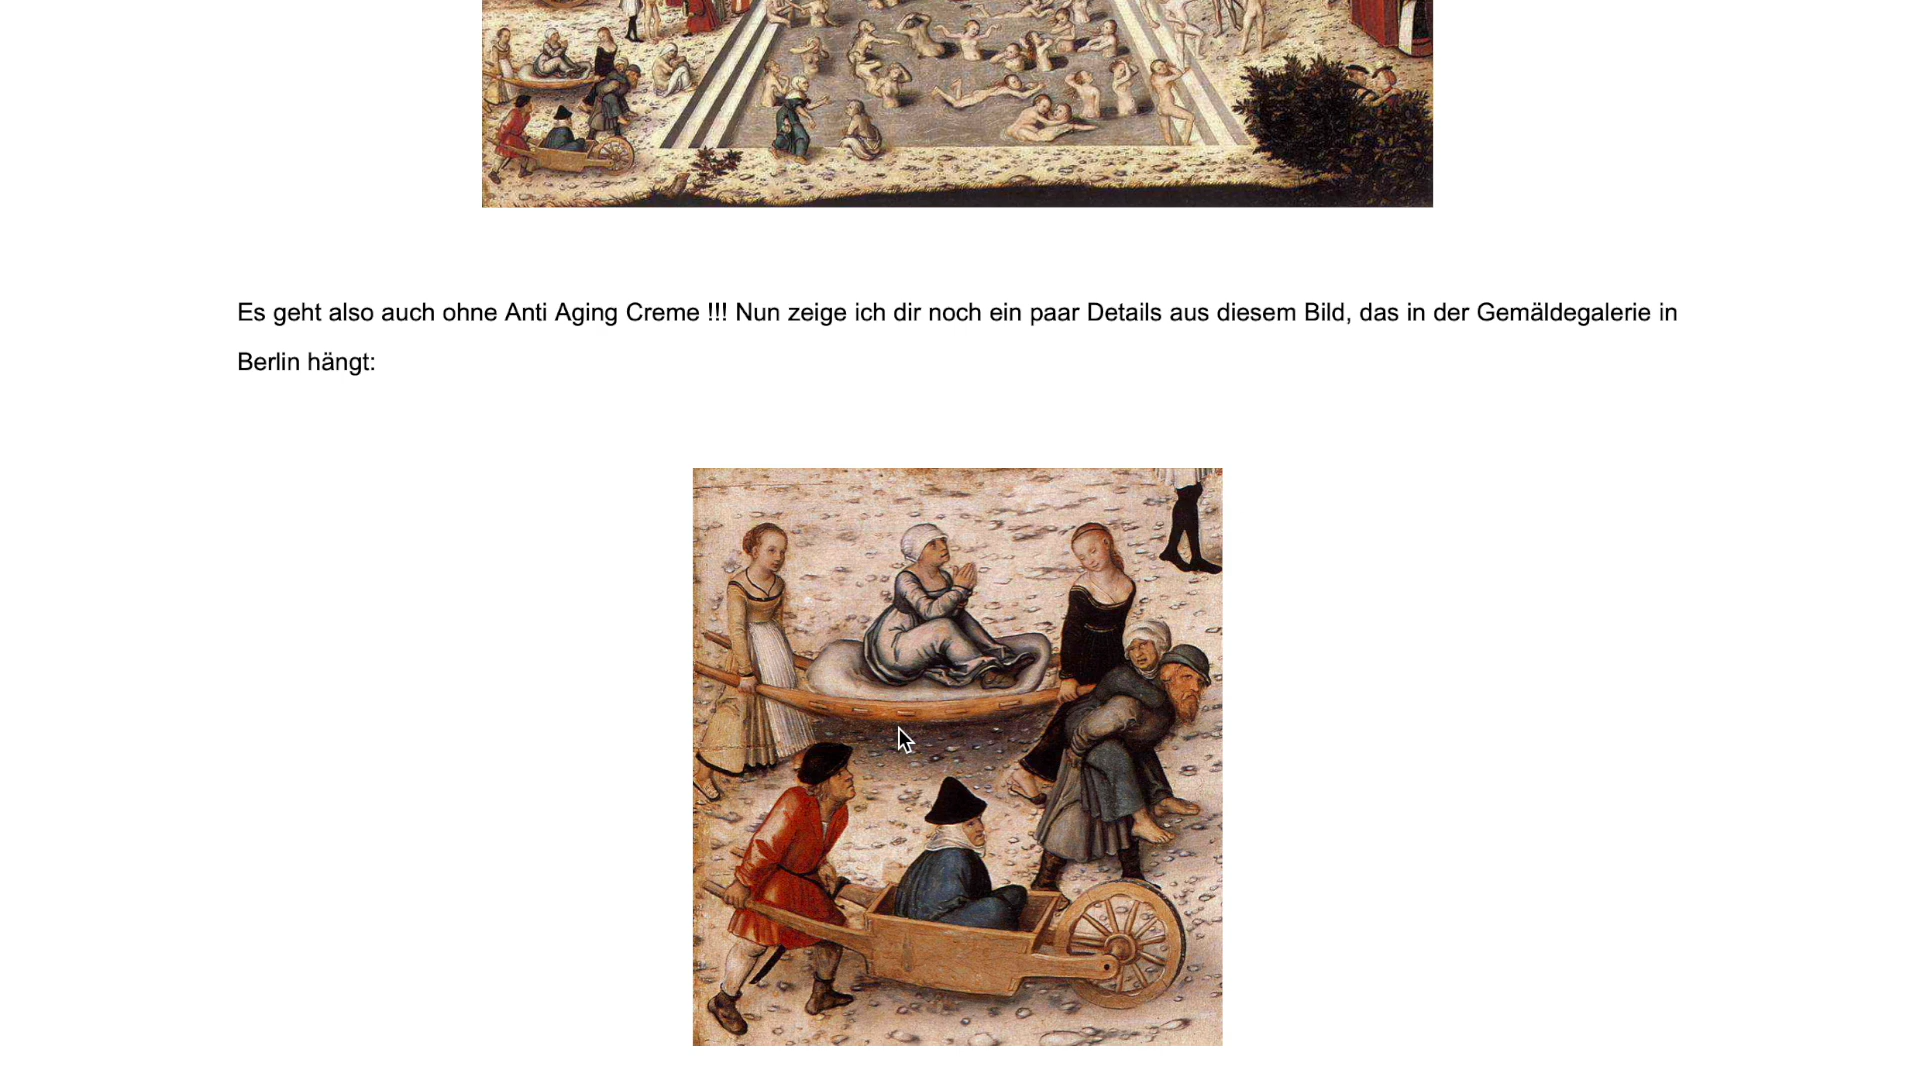 Es geht also auch ohne Anti Aging Creme !!! Nun zeige ich dir noch ein paar Details aus diesem Bild, das in der Gemäldegalerie in
Berlin hängt: